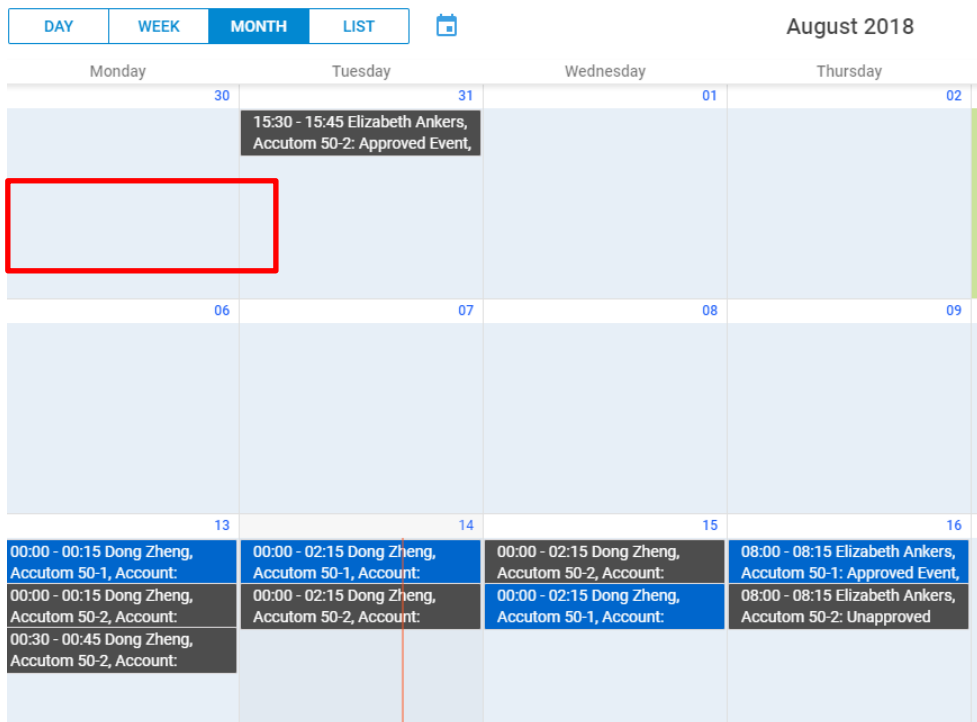 DAY WEEK MONTH LIST August 2018
Monday Tuesday Wednesday Thursday
30 31 01 02
15:30 - 15:45 Elizabeth Ankers,
Accutom 50-2: Approved Event,
06 07 08 09
13 14 15 16
00:00 - 00:15 Dong Zheng, 00:00 - 02:15 Dong Zheng, 00:00 - 02:15 Dong Zheng, 08:00 - 08:15 Elizabeth Ankers,
Accutom 50-1, Account: Accutom 50-1, Account: Accutom 50-2, Account: Accutom 50-1: Approved Event,
00:00 - 00:15 Dong Zheng, 00:00 - 02:15 Dong Zheng, 00:00 - 02:15 Dong Zheng, 08:00 - 08:15 Elizabeth Ankers,
Accutom 50-2, Account: Accutom 50-2, Account: Accutom 50-1, Account: Accutom 50-2: Unapproved
00:30 - 00:45 Dong Zheng,
Accutom 50-2, Account: